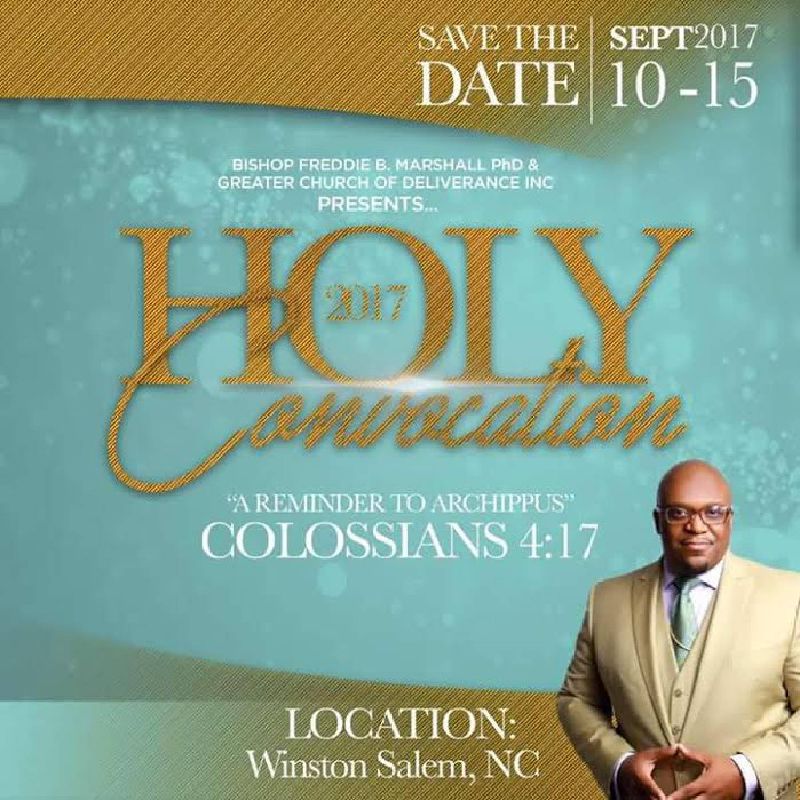 SAVE THE
DATE
SEPT2017
10-15
BISHOP FREDDIE B. MARSHALL PhD &
GREATER CHURCH OF DELIVERANCE INC
PRESENTS...
HOLY
2017
Convocation
"A REMINDER TO ARCHIPPUS"
COLOSSIANS 4:17
LOCATION:
Winston Salem, NC